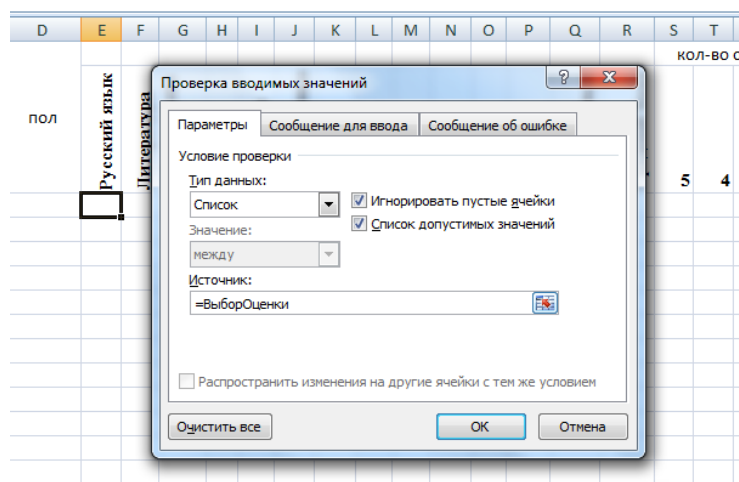 D E F G H I J K L M N O P Q R S T
кол-во о
пол
Русский язык
Литература
5 4
Проверка вводимых значений
Параметры Сообщение для ввода Сообщение об ошибке
Условие проверки
Тип данных:
Список
Игнорировать пустые ячейки
Список допустимых значений
Значение:
между
Источник:
=ВыборОценки
Распространить изменения на другие ячейки с тем же условием
Очистить все ОК Отмена